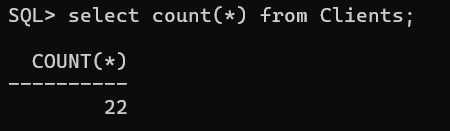 SQL> select count(*) from Clients;
  COUNT(*)
----------
        22